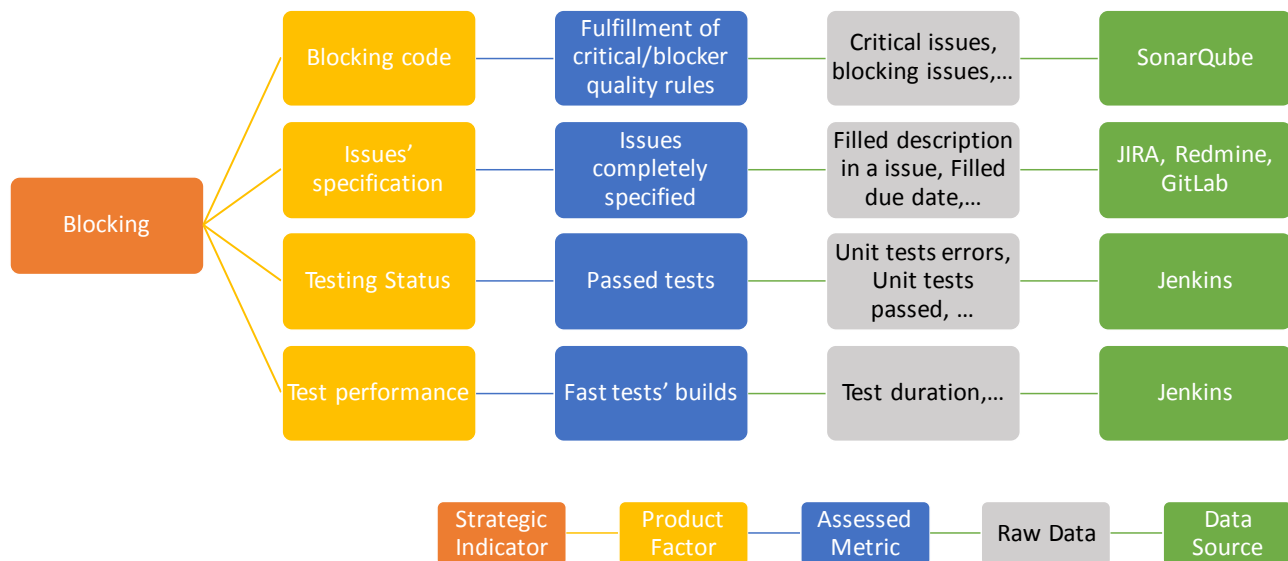 Blocking
Blocking code
Fulfillment of
critical/blocker
quality rules
Critical issues,
blocking issues,…
SonarQube
Issues’
specification
Issues
completely
specified
Filled description
in a issue, Filled
due date,…
JIRA, Redmine,
GitLab
Testing Status
Passed tests
Unit tests errors,
Unit tests
passed, …
Jenkins
Test performance
Fast tests’ builds
Test duration,…
Jenkins
Strategic
Indicator
Product
Factor
Assessed
Metric
Raw Data
Data
Source